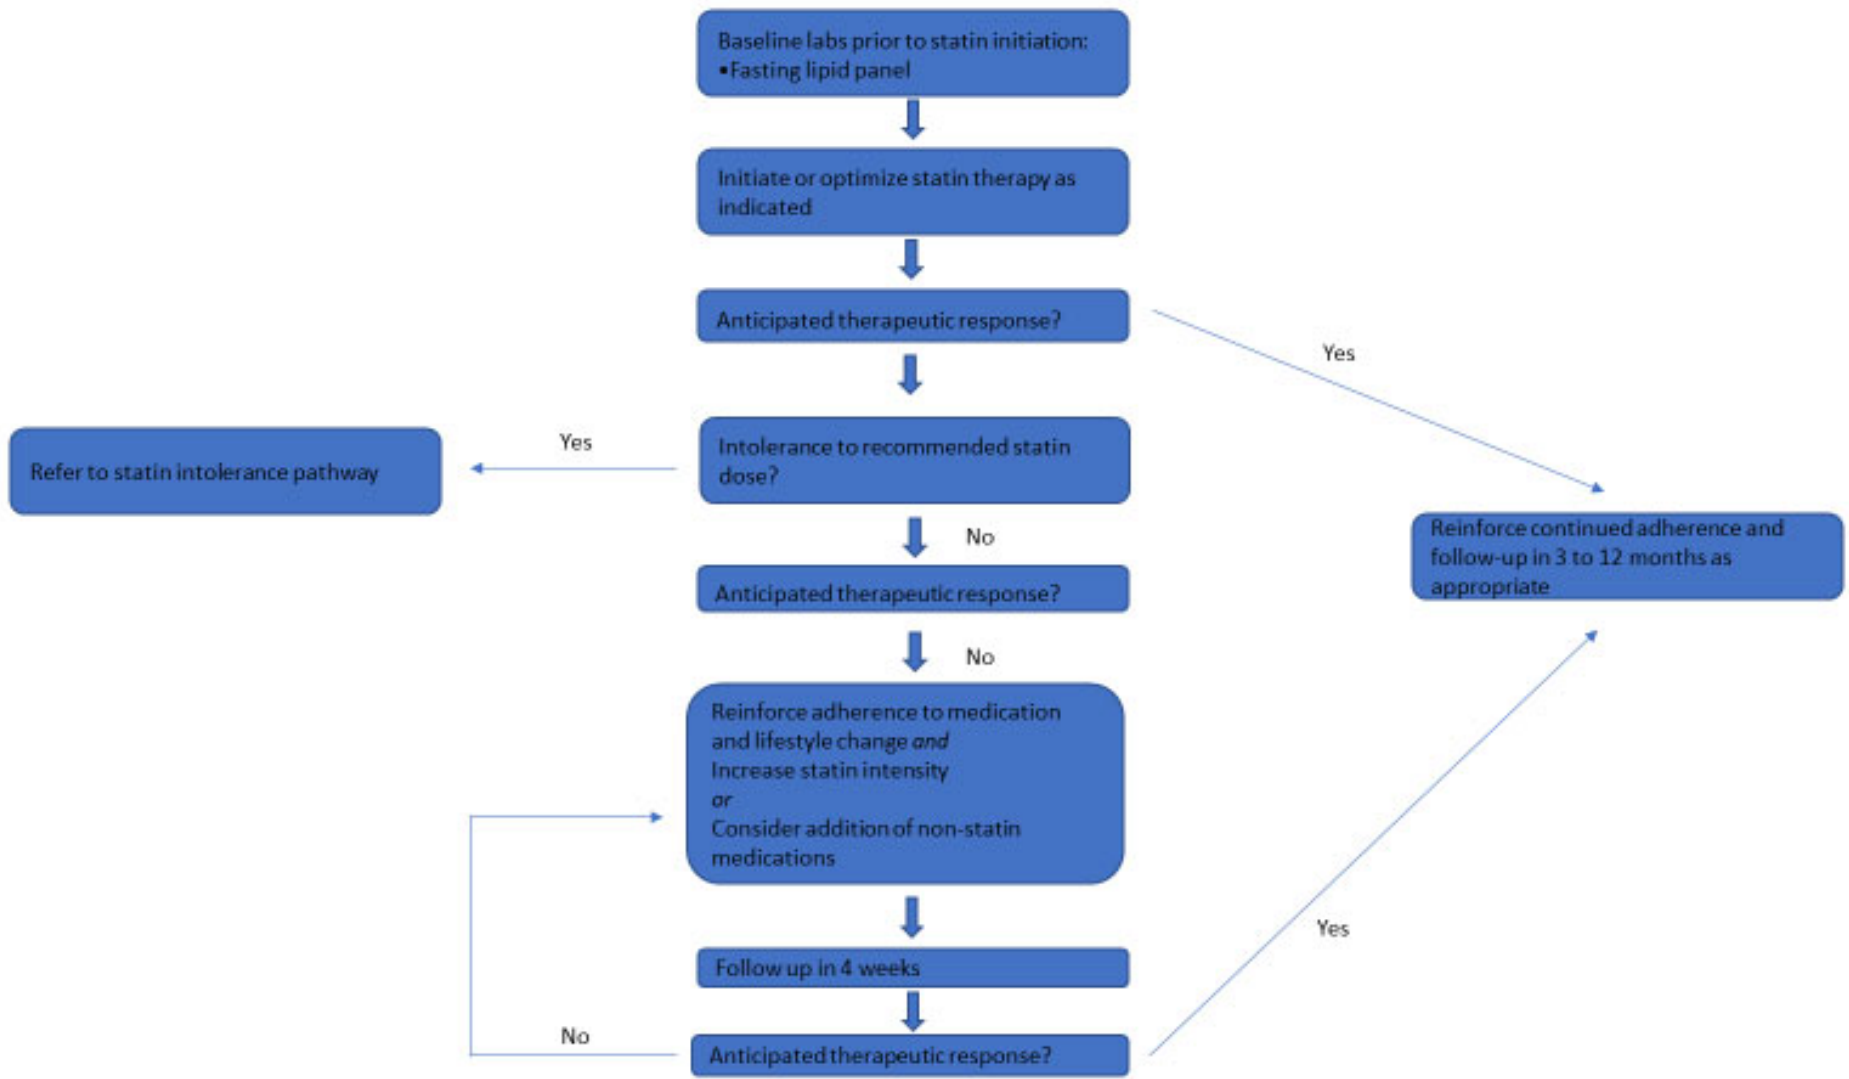 Baseline labs prior to statin initiation:
•Fasting lipid panel
Initiate or optimize statin therapy as
indicated
Anticipated therapeutic response?
Yes
Intolerance to recommended statin
dose?
Yes
Refer to statin intolerance pathway
No
Reinforce continued adherence and
follow-up in 3 to 12 months as
appropriate
Anticipated therapeutic response?
No
Reinforce adherence to medication
and lifestyle change and
Increase statin intensity
or
Consider addition of non-statin
medications
Yes
Follow up in 4 weeks
No
Anticipated therapeutic response?